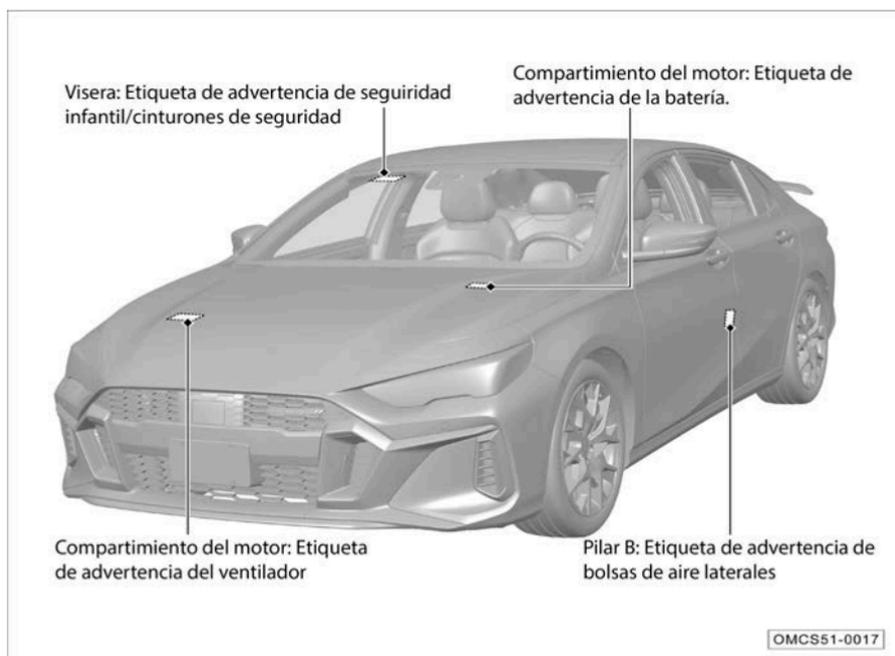 Visera: Etiqueta de advertencia de seguiridad
infantil/cinturones de seguridad
Compartimiento del motor: Etiqueta de
advertencia de la batería.
Compartimiento del motor: Etiqueta
de advertencia del ventilador
Pilar B: Etiqueta de advertencia de
bolsas de aire laterales
OMCS51-0017